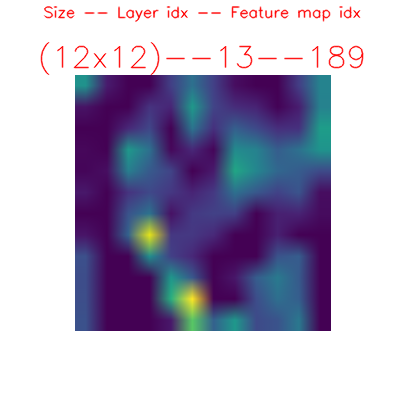 Size -- Layer idx -- Feature map idx
(12x12)--13--189